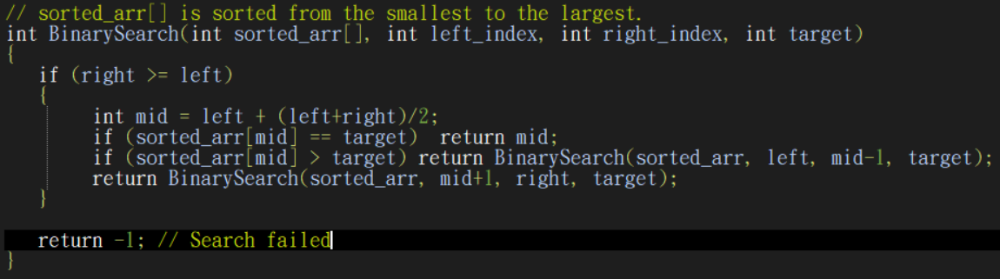 // sorted_arr[] is sorted from the smallest to the largest.
int BinarySearch(int sorted_arr[], int left_index, int right_index, int target)
{
if (right >= left)
{
int mid = left + (left+right)/2;
if (sorted_arr[mid] == target) return mid;
if (sorted_arr[mid] > target) return BinarySearch(sorted_arr, left, mid-1, target);
return BinarySearch(sorted_arr, mid+1, right, target);
}
return -1; // Search failed
}